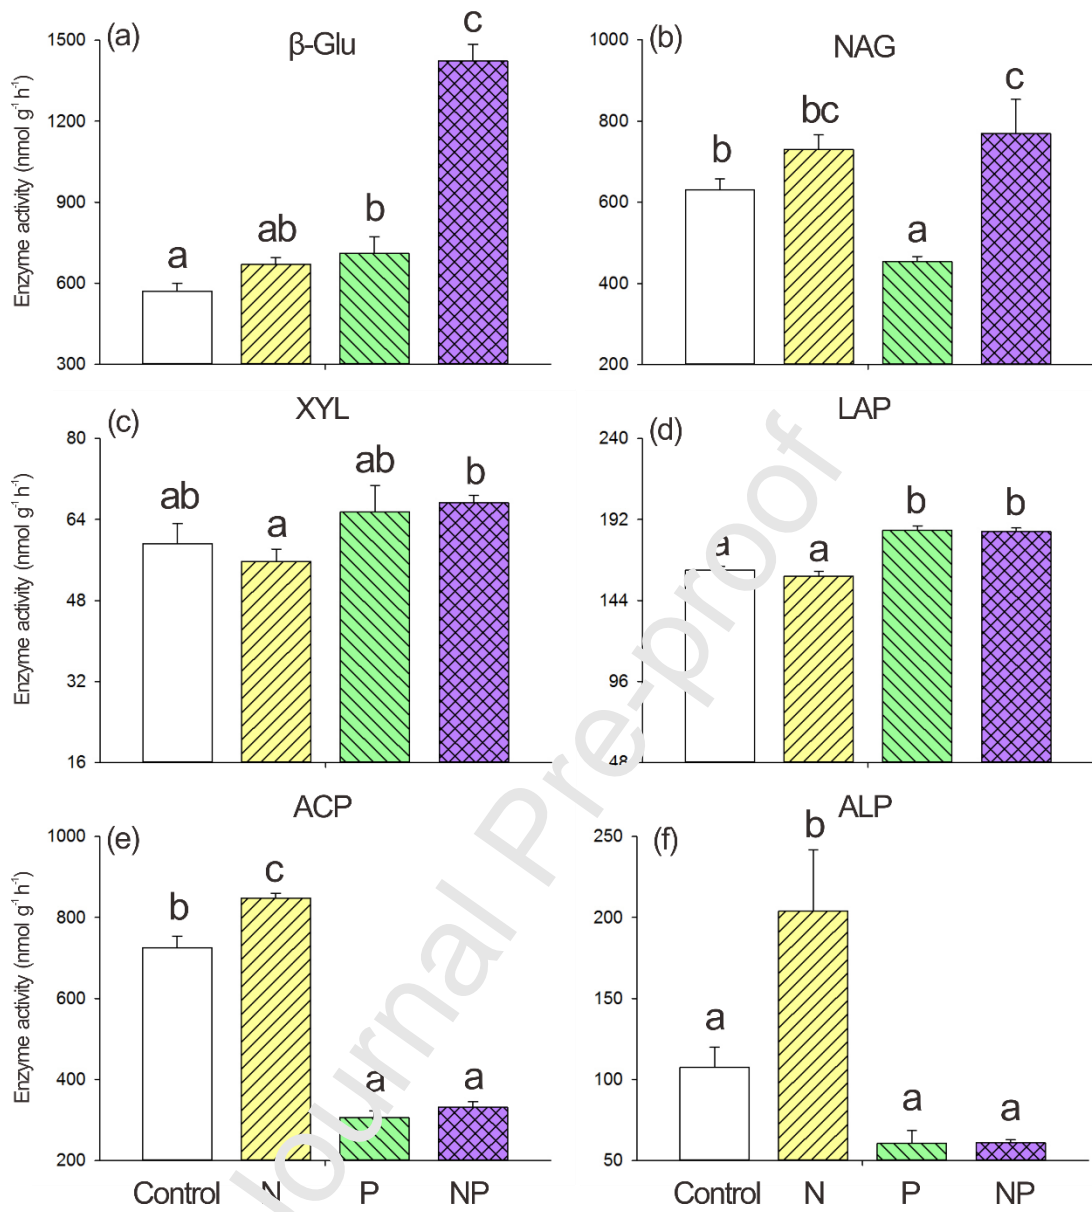 (a) β-Glu
c
1500
1200
900
600
300
a
ab
b
Enzyme activity (nmol g⁻¹ h⁻¹)
(b) NAG
1000
800
600
400
200
b
bc
a
c
(c) XYL
80
64
48
32
16
ab
a
ab
b
Enzyme activity (nmol g⁻¹ h⁻¹)
(d) LAP
240
192
144
96
48
a
a
b
b
(e) ACP
1000
800
600
400
200
b
c
a
a
Enzyme activity (nmol g⁻¹ h⁻¹)
Control N P NP
(f) ALP
250
200
150
100
50
a
b
a
a
Control N P NP
Journal Pre-proof